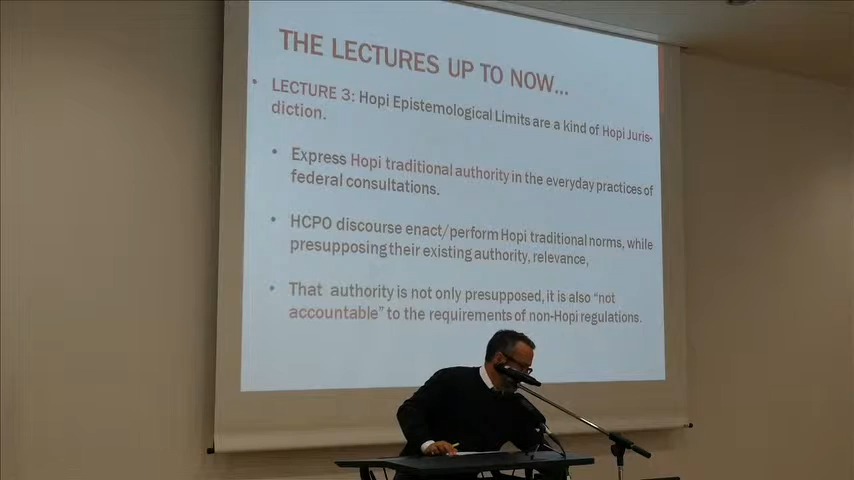 THE LECTURES UP TO NOW...
• LECTURE 3: Hopi Epistemological Limits are a kind of Hopi Juris-
diction.
• Express Hopi traditional authority in the everyday practices of
federal consultations.
• HCPO discourse enact/perform Hopi traditional norms, while
presupposing their existing authority, relevance,
• That authority is not only presupposed, it is also “not
accountable” to the requirements of non-Hopi regulations.